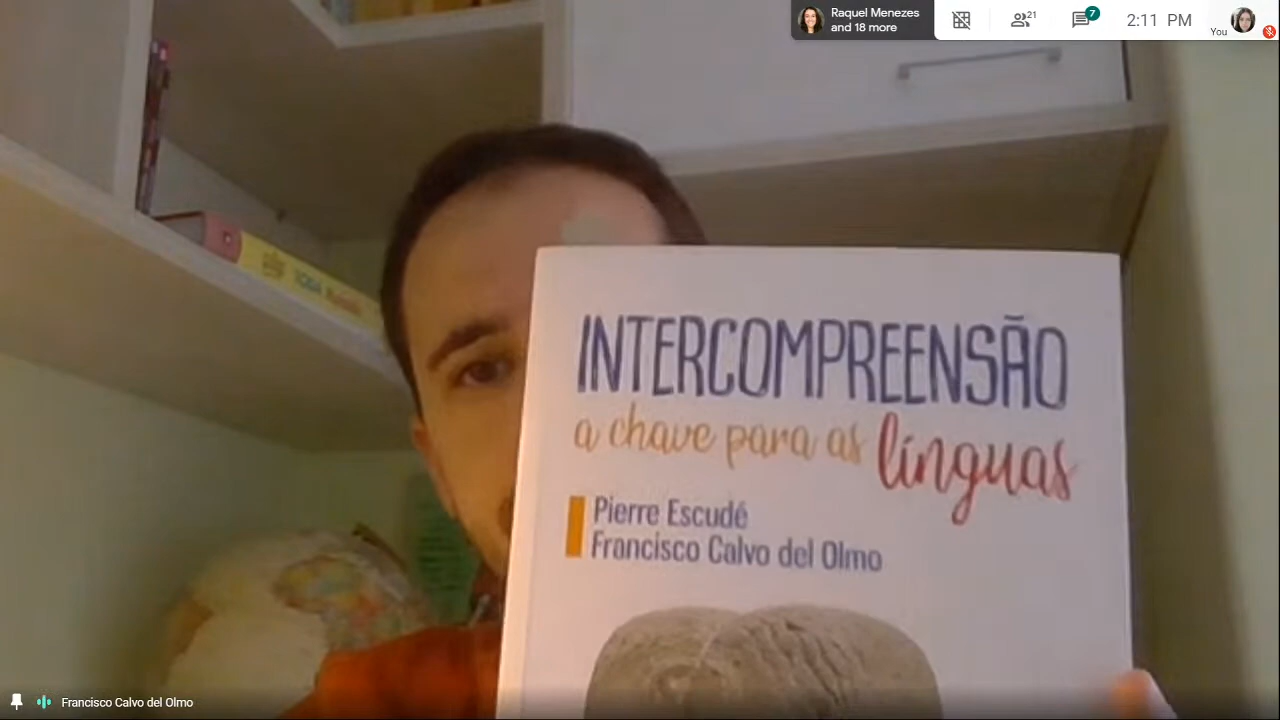 Raquel Menezes
and 18 more
21
7
2:11 PM
You
INTERCOMPREENSÃO
a chave para as línguas
Pierre Escudé
Francisco Calvo del Olmo
Francisco Calvo del Olmo